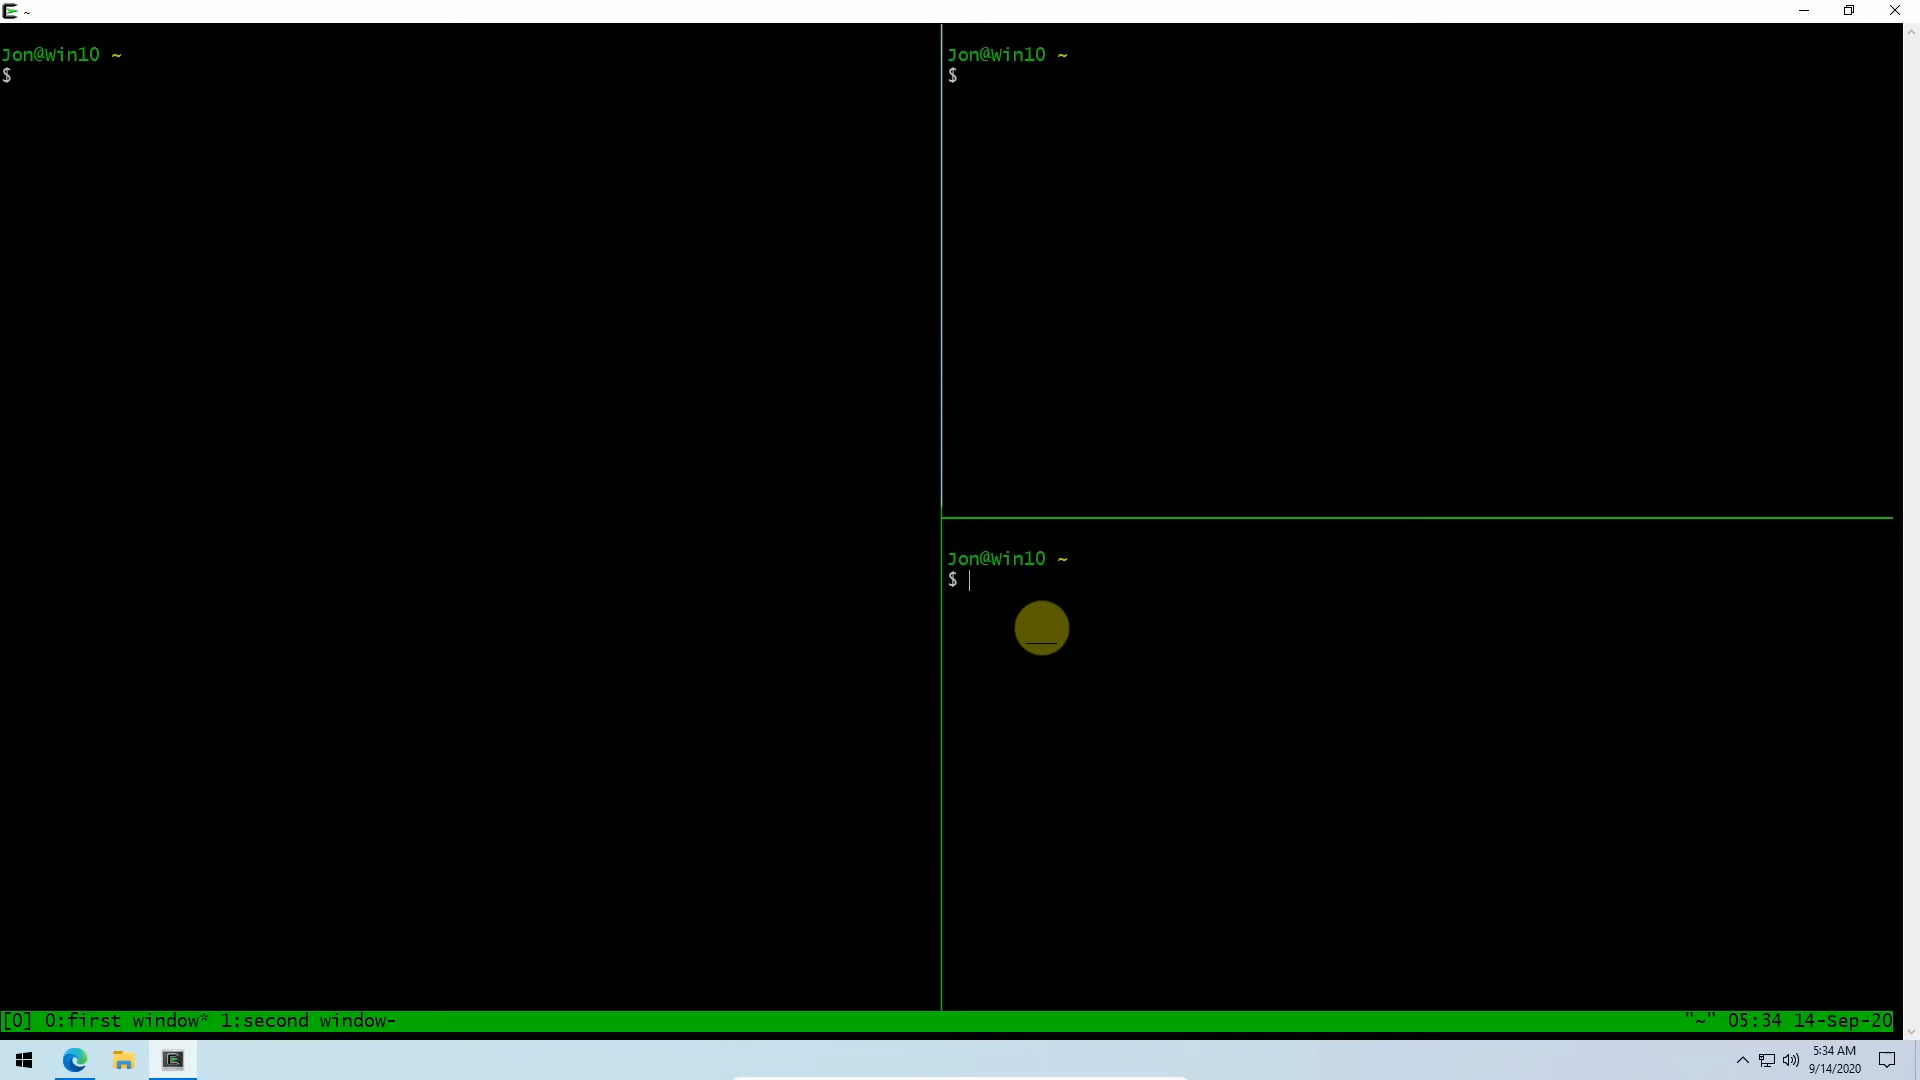 ~
Jon@Win10 ~
$
Jon@Win10 ~
$
Jon@Win10 ~
$
[0] 0:first window* 1:second window-
"~" 05:34 14-Sep-20
5:34 AM
9/14/2020